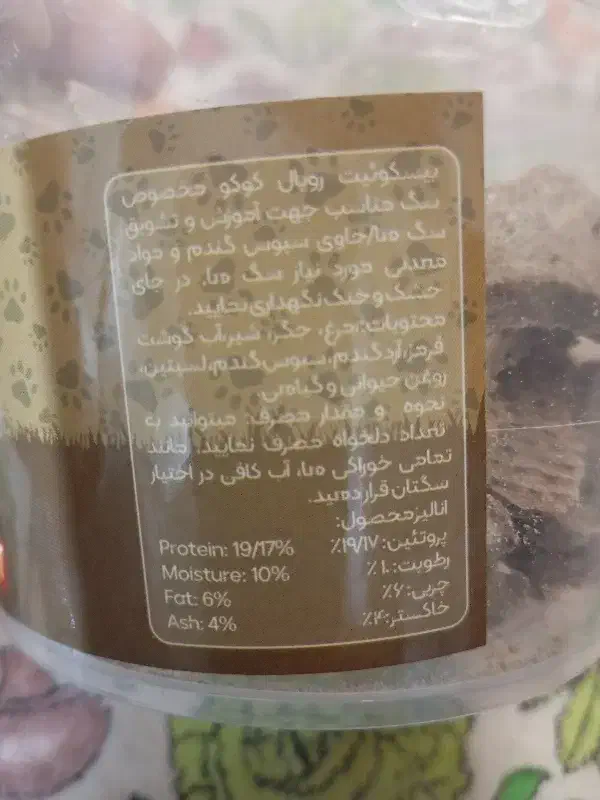 بیسکوئیت رویال کوکو مخصوص
سگ مناسب جهت آموزش و تشویق
سگ ها/حاوی سبوس گندم و مواد
معدنی مورد نیاز سگ ها، در جای
خشک و خنک نگهداری نمایید.
محتویات: مرغ، جگر، شیر، آب گوشت
قرمز، آرد گندم، سبوس گندم، لسیتین،
روغن حیوانی و گیاهی
نحوه و مقدار مصرف: میتوانید به
تعداد دلخواه مصرف نمایید. مانند
تمامی خوراکی ها، آب کافی در اختیار
سگتان قرار دهید.
انالیز محصول:
Protein: 19/17% پروتئین: ۱۹/۱۷٪
Moisture: 10% رطوبت: ۱۰٪
Fat: 6% چربی: ۶٪
Ash: 4% خاکستر: ۴٪